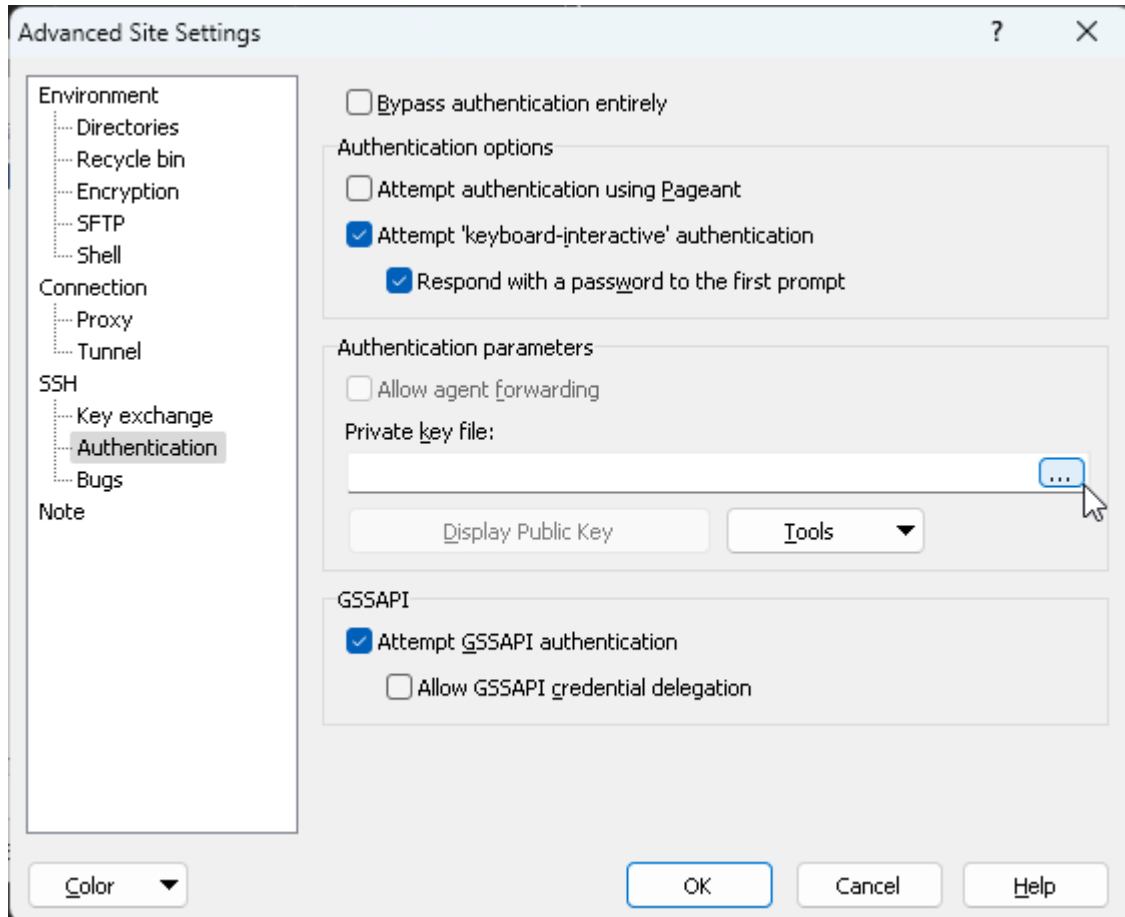 Advanced Site Settings
?
Environment
Directories
Recycle bin
Encryption
SFTP
Shell
Connection
Proxy
Tunnel
SSH
Key exchange
Authentication
Bugs
Note
Bypass authentication entirely
Authentication options
Attempt authentication using Pageant
Attempt 'keyboard-interactive' authentication
Respond with a password to the first prompt
Authentication parameters
Allow agent forwarding
Private key file:
...
Display Public Key
Tools
GSSAPI
Attempt GSSAPI authentication
Allow GSSAPI credential delegation
Color
OK
Cancel
Help